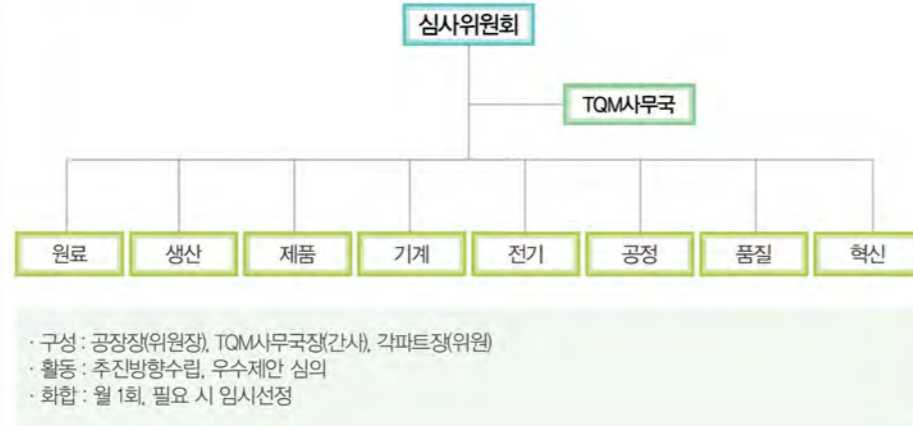 심사위원회
TQM사무국
원료 생산 제품 기계 전기 공정 품질 혁신
· 구성 : 공장장(위원장), TQM사무국장(간사), 각파트장(위원)
· 활동 : 추진방향수립, 우수제안 심의
· 화합 : 월 1회, 필요 시 임시선정